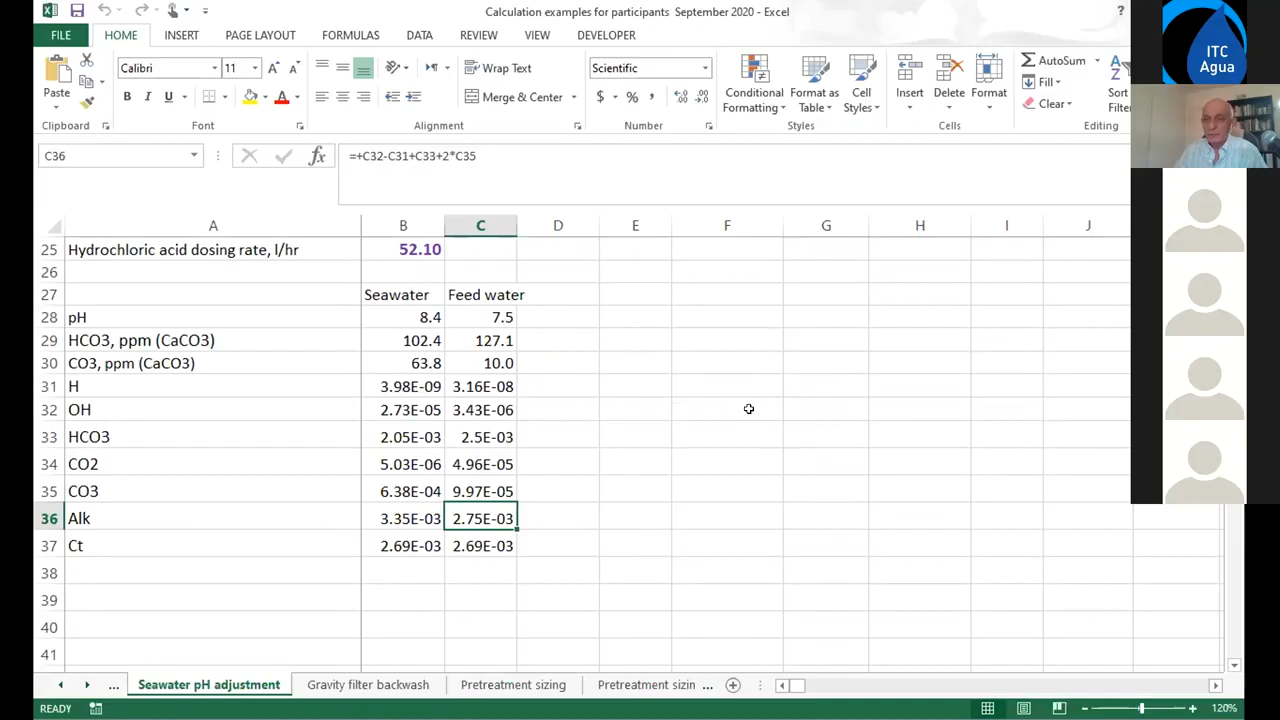 Calculation examples for participants September 2020 - Excel
?
FILE HOME INSERT PAGE LAYOUT FORMULAS DATA REVIEW VIEW DEVELOPER
ITC
Agua
Paste
Calibri 11 A A
B I U A
Wrap Text
Merge & Center
Scientific
$ % ,
Conditional
Formatting
Format as
Table
Cell
Styles
Insert Delete Format
AutoSum
Fill
Clear
Sort
Filter
Clipboard Font Alignment Number Styles Cells Editing
C36 fx =+C32-C31+C33+2*C35
A B C D E F G H I J
25 Hydrochloric acid dosing rate, l/hr 52.10
26
27 Seawater Feed water
28 pH 8.4 7.5
29 HCO3, ppm (CaCO3) 102.4 127.1
30 CO3, ppm (CaCO3) 63.8 10.0
31 H 3.98E-09 3.16E-08
32 OH 2.73E-05 3.43E-06
33 HCO3 2.05E-03 2.5E-03
34 CO2 5.03E-06 4.96E-05
35 CO3 6.38E-04 9.97E-05
36 Alk 3.35E-03 2.75E-03
37 Ct 2.69E-03 2.69E-03
38
39
40
41
... Seawater pH adjustment Gravity filter backwash Pretreatment sizing Pretreatment sizin ...
READY 120%